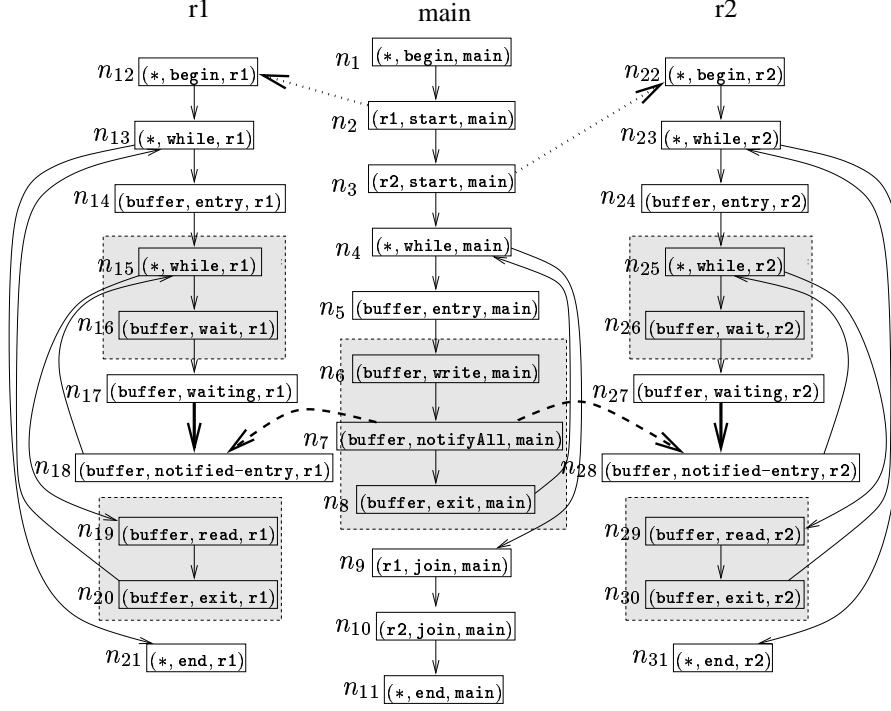 r1
n12 (*, begin, r1)
n13 (*, while, r1)
n14 (buffer, entry, r1)
n15 (*, while, r1)
n16 (buffer, wait, r1)
n17 (buffer, waiting, r1)
n18 (buffer, notified-entry, r1)
n19 (buffer, read, r1)
n20 (buffer, exit, r1)
n21 (*, end, r1)
main
n1 (*, begin, main)
n2 (r1, start, main)
n3 (r2, start, main)
n4 (*, while, main)
n5 (buffer, entry, main)
n6 (buffer, write, main)
n7 (buffer, notifyAll, main)
n8 (buffer, exit, main)
n9 (r1, join, main)
n10 (r2, join, main)
n11 (*, end, main)
r2
n22 (*, begin, r2)
n23 (*, while, r2)
n24 (buffer, entry, r2)
n25 (*, while, r2)
n26 (buffer, wait, r2)
n27 (buffer, waiting, r2)
n28 (buffer, notified-entry, r2)
n29 (buffer, read, r2)
n30 (buffer, exit, r2)
n31 (*, end, r2)